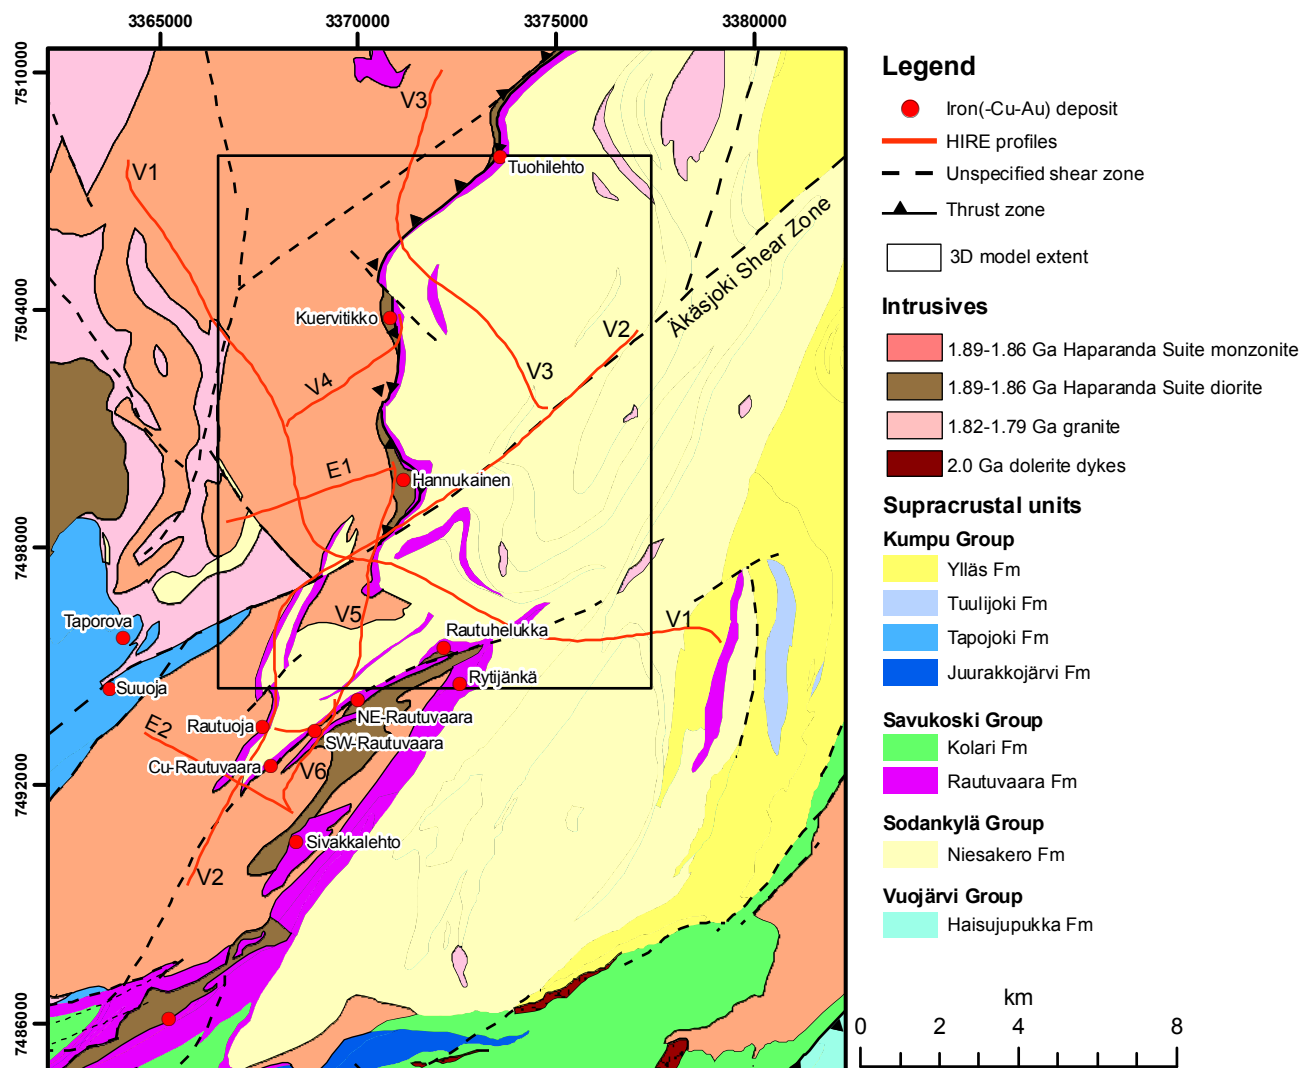 3365000
3370000
3375000
3380000
7510000
7504000
7498000
7492000
7486000
V3
V1
Tuohilehto
Äkäsjoki Shear Zone
Kuervitikko
V2
V3
V4
E1
Hannukainen
V5
V1
Taporova
Rautuhelukka
Suuoja
Rytijänkä
E2
Rautuoja
NE-Rautuvaara
SW-Rautuvaara
Cu-Rautuvaara
V6
Sivakkalehto
V2
Legend
Iron(-Cu-Au) deposit
HIRE profiles
Unspecified shear zone
Thrust zone
3D model extent
Intrusives
1.89-1.86 Ga Haparanda Suite monzonite
1.89-1.86 Ga Haparanda Suite diorite
1.82-1.79 Ga granite
2.0 Ga dolerite dykes
Supracrustal units
Kumpu Group
Ylläs Fm
Tuulijoki Fm
Tapojoki Fm
Juurakkojärvi Fm
Savukoski Group
Kolari Fm
Rautuvaara Fm
Sodankylä Group
Niesakero Fm
Vuojärvi Group
Haisujupukka Fm
km
0 2 4 8